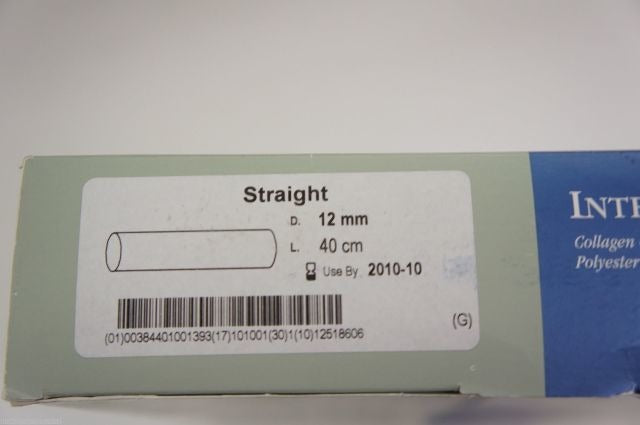 Straight
D. 12 mm
L. 40 cm
Use By 2010-10
(01)00384401001393(17)101001(30)1(10)12518606
(G)
INTE
Collagen
Polyester